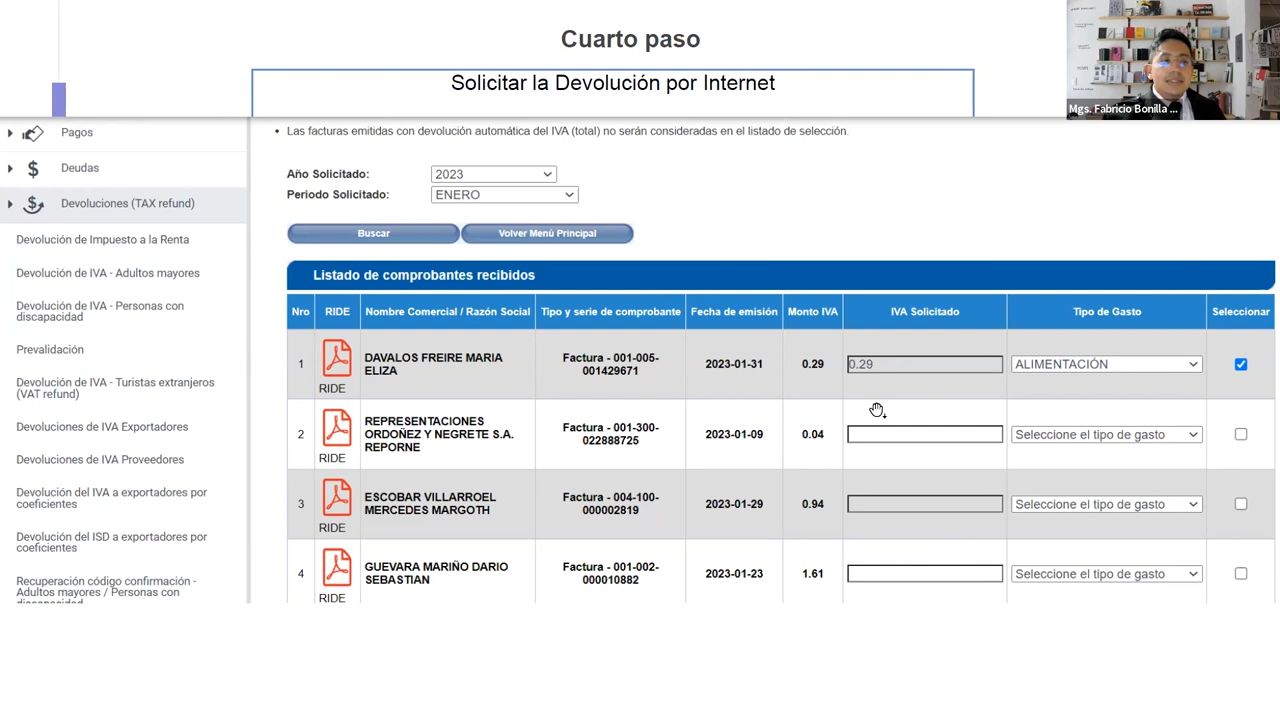 Cuarto paso
Solicitar la Devolución por Internet
Mgs. Fabricio Bonilla ...
Pagos
Deudas
Devoluciones (TAX refund)
Devolución de Impuesto a la Renta
Devolución de IVA - Adultos mayores
Devolución de IVA - Personas con
discapacidad
Prevalidación
Devolución de IVA - Turistas extranjeros
(VAT refund)
Devoluciones de IVA Exportadores
Devoluciones de IVA Proveedores
Devolución del IVA a exportadores por
coeficientes
Devolución del ISD a exportadores por
coeficientes
Recuperación código confirmación -
Adultos mayores / Personas con
discapacidad
• Las facturas emitidas con devolución automática del IVA (total) no serán consideradas en el listado de selección.
Año Solicitado: 2023
Periodo Solicitado: ENERO
Buscar Volver Menú Principal
Listado de comprobantes recibidos
Nro RIDE Nombre Comercial / Razón Social Tipo y serie de comprobante Fecha de emisión Monto IVA IVA Solicitado Tipo de Gasto Seleccionar
1 RIDE DAVALOS FREIRE MARIA
ELIZA
Factura - 001-005-
001429671
2023-01-31 0.29 0.29 ALIMENTACIÓN
2 RIDE REPRESENTACIONES
ORDOÑEZ Y NEGRETE S.A.
REPORNE
Factura - 001-300-
022888725
2023-01-09 0.04 Seleccione el tipo de gasto
3 RIDE ESCOBAR VILLARROEL
MERCEDES MARGOTH
Factura - 004-100-
000002819
2023-01-29 0.94 Seleccione el tipo de gasto
4 RIDE GUEVARA MARIÑO DARIO
SEBASTIAN
Factura - 001-002-
000010882
2023-01-23 1.61 Seleccione el tipo de gasto